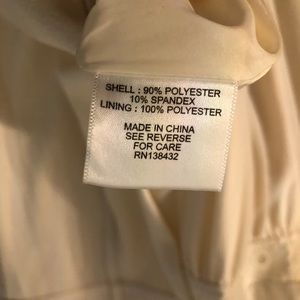 SHELL : 90% POLYESTER
10% SPANDEX
LINING : 100% POLYESTER
MADE IN CHINA
SEE REVERSE
FOR CARE
RN138432